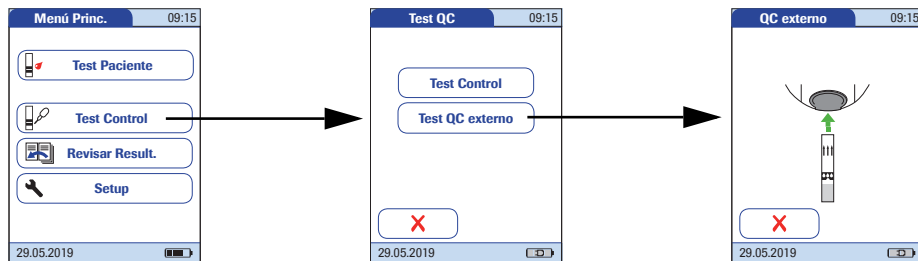 Menú Princ. 09:15
Test Paciente
Test Control
Revisar Result.
Setup
29.05.2019
Test QC 09:15
Test Control
Test QC externo
29.05.2019
QC externo 09:15
29.05.2019